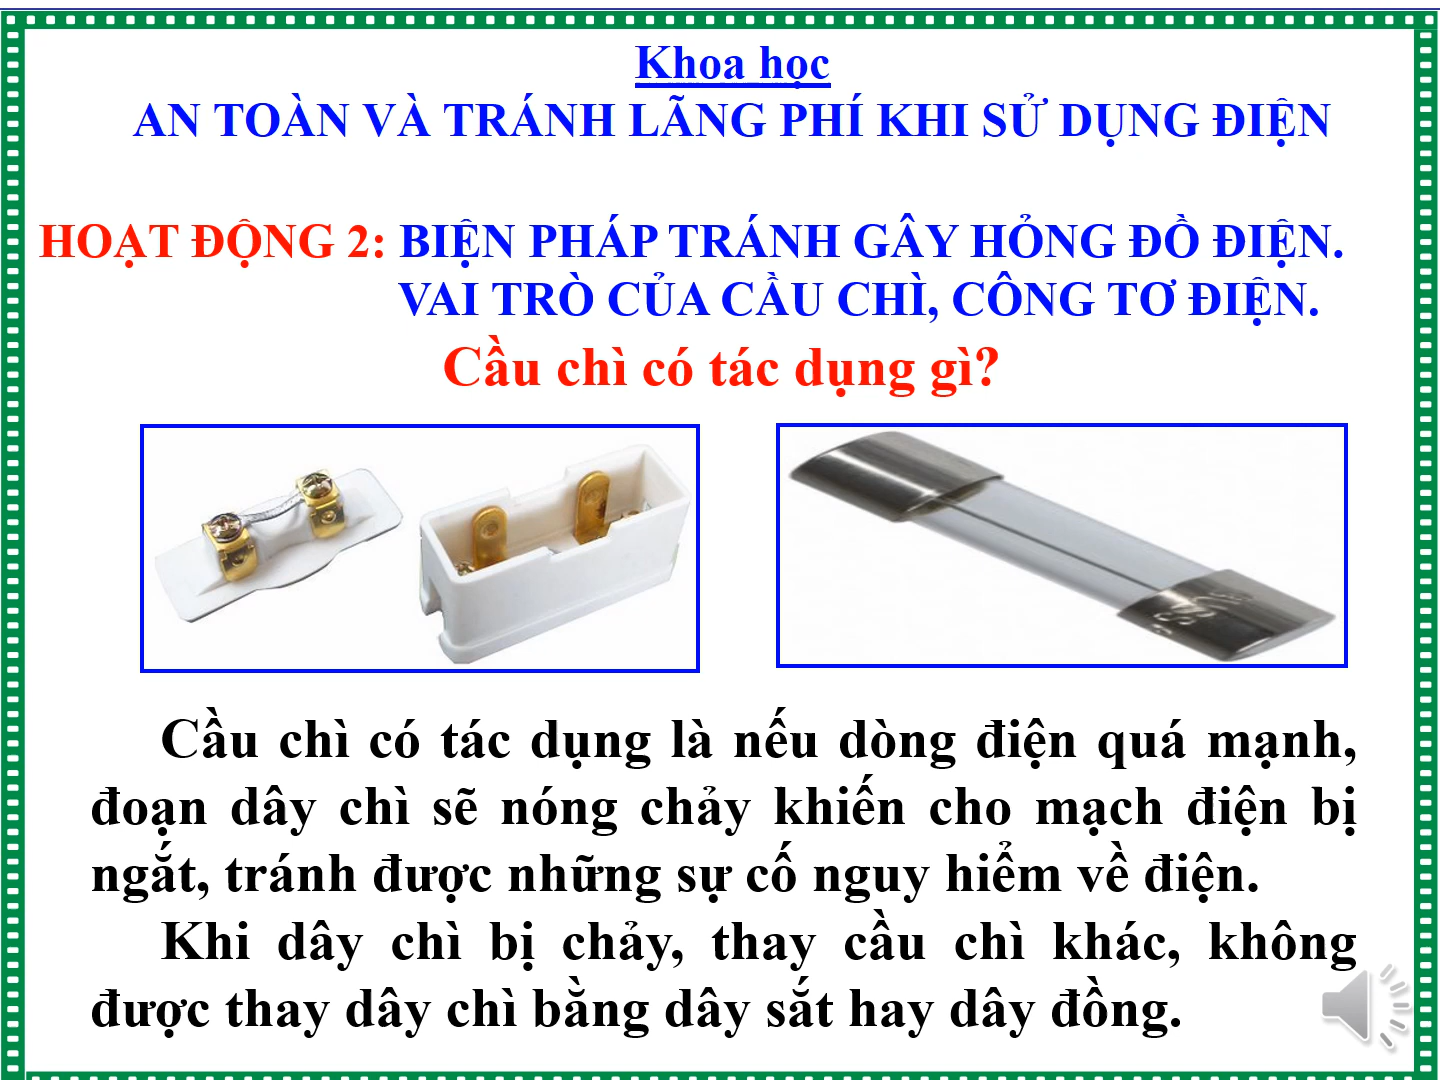 Khoa học
AN TOÀN VÀ TRÁNH LÃNG PHÍ KHI SỬ DỤNG ĐIỆN
HOẠT ĐỘNG 2: BIỆN PHÁP TRÁNH GÂY HỎNG ĐỒ ĐIỆN.
VAI TRÒ CỦA CẦU CHÌ, CÔNG TƠ ĐIỆN.
Cầu chì có tác dụng gì?
Cầu chì có tác dụng là nếu dòng điện quá mạnh,
đoạn dây chì sẽ nóng chảy khiến cho mạch điện bị
ngắt, tránh được những sự cố nguy hiểm về điện.
Khi dây chì bị chảy, thay cầu chì khác, không
được thay dây chì bằng dây sắt hay dây đồng.